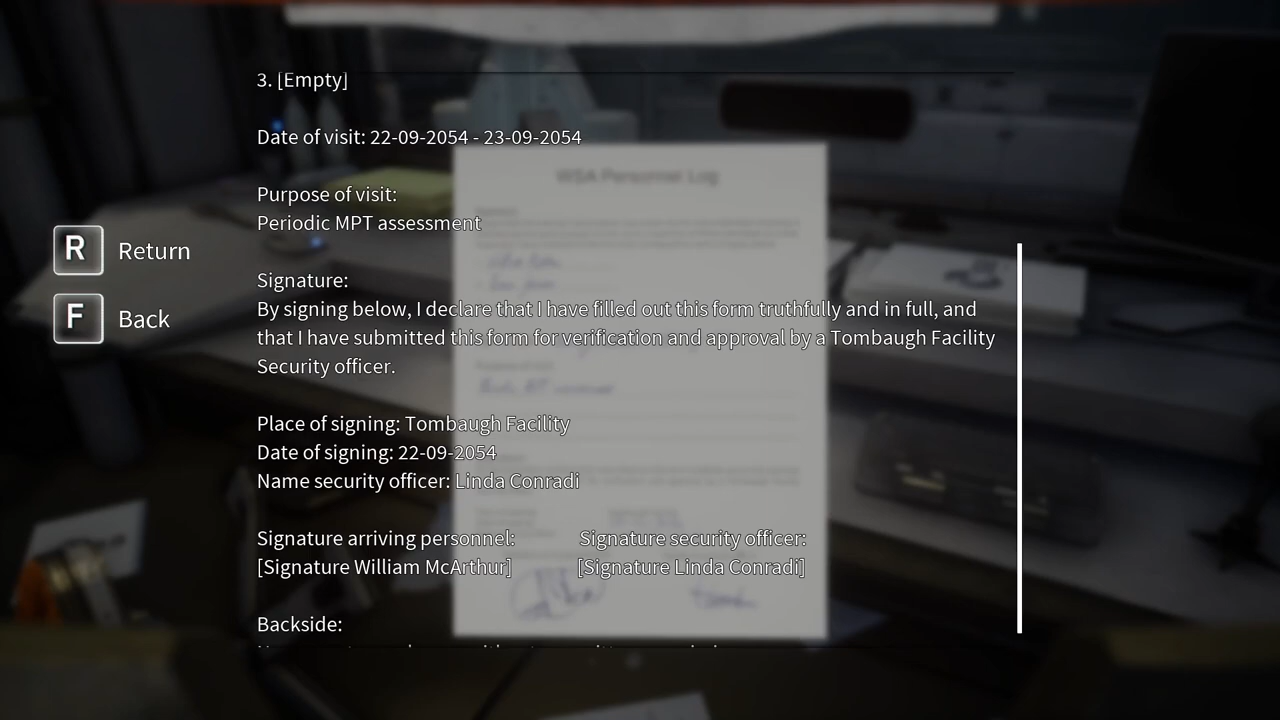 3. [Empty]
Date of visit: 22-09-2054 - 23-09-2054
WSA Personnel Log
Purpose of visit:
Periodic MPT assessment
R Return
Signature:
By signing below, I declare that I have filled out this form truthfully and in full, and
F Back
that I have submitted this form for verification and approval by a Tombaugh Facility
Security officer.
Place of signing: Tombaugh Facility
Date of signing: 22-09-2054
Name security officer: Linda Conradi
Signature arriving personnel: Signature security officer:
[Signature William McArthur] [Signature Linda Conradi]
Backside: